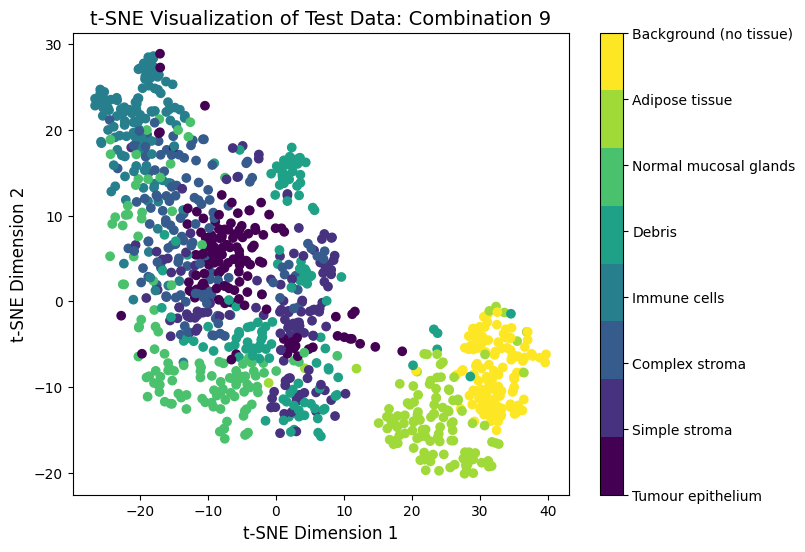 t-SNE Visualization of Test Data: Combination 9
t-SNE Dimension 2
30
20
10
0
−10
−20
−20
−10
0
10
20
30
40
t-SNE Dimension 1
Background (no tissue)
Adipose tissue
Normal mucosal glands
Debris
Immune cells
Complex stroma
Simple stroma
Tumour epithelium